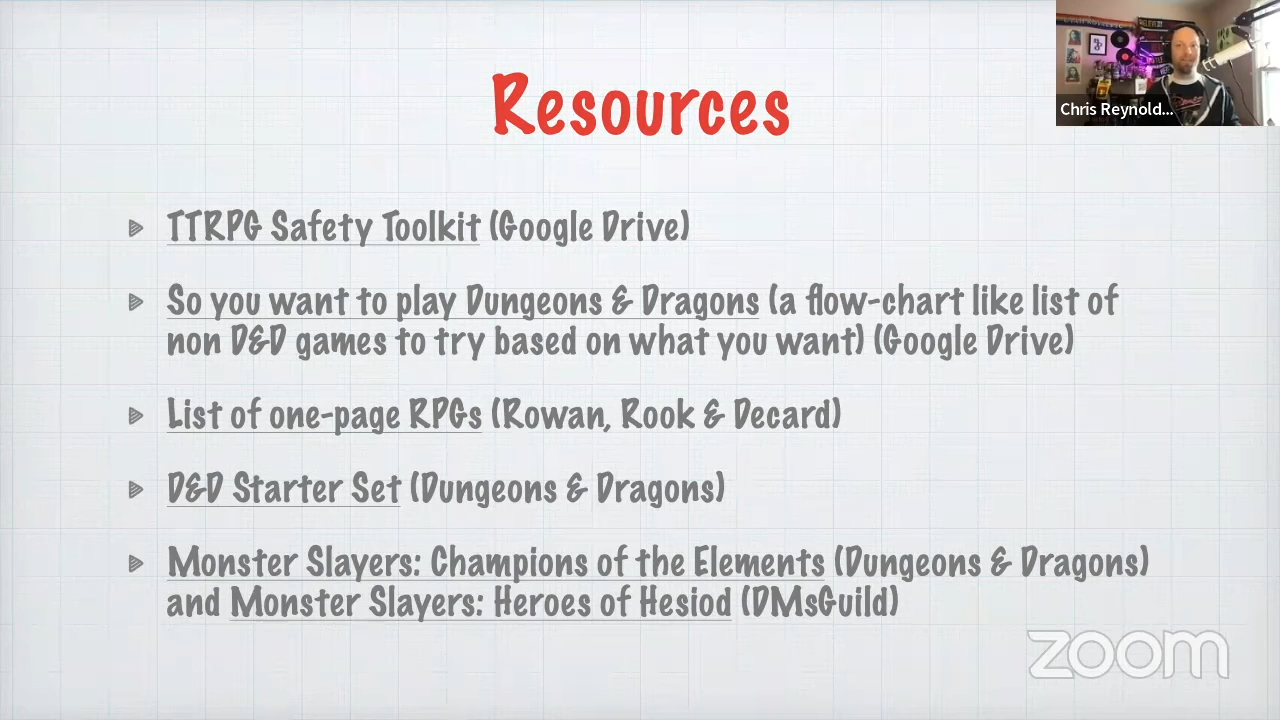 Resources
Chris Reynold...
TTRPG Safety Toolkit (Google Drive)
So you want to play Dungeons & Dragons (a flow-chart like list of
non D&D games to try based on what you want) (Google Drive)
List of one-page RPGs (Rowan, Rook & Decard)
D&D Starter Set (Dungeons & Dragons)
Monster Slayers: Champions of the Elements (Dungeons & Dragons)
and Monster Slayers: Heroes of Hesiod (DMsGuild)
zoom